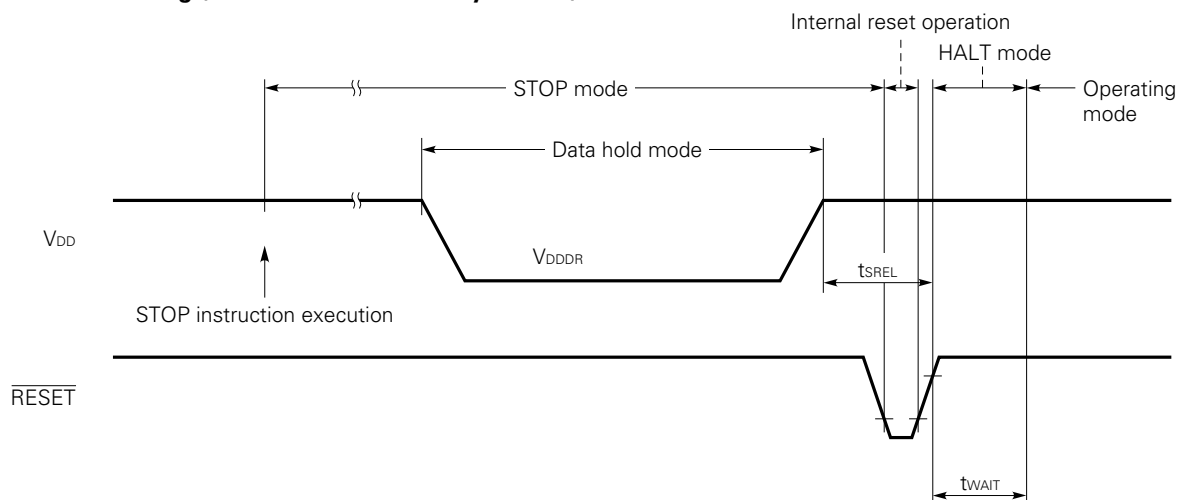 Internal reset operation
HALT mode
STOP mode
Operating
mode
Data hold mode
VDD
VDDDR
tSREL
STOP instruction execution
RESET
tWAIT